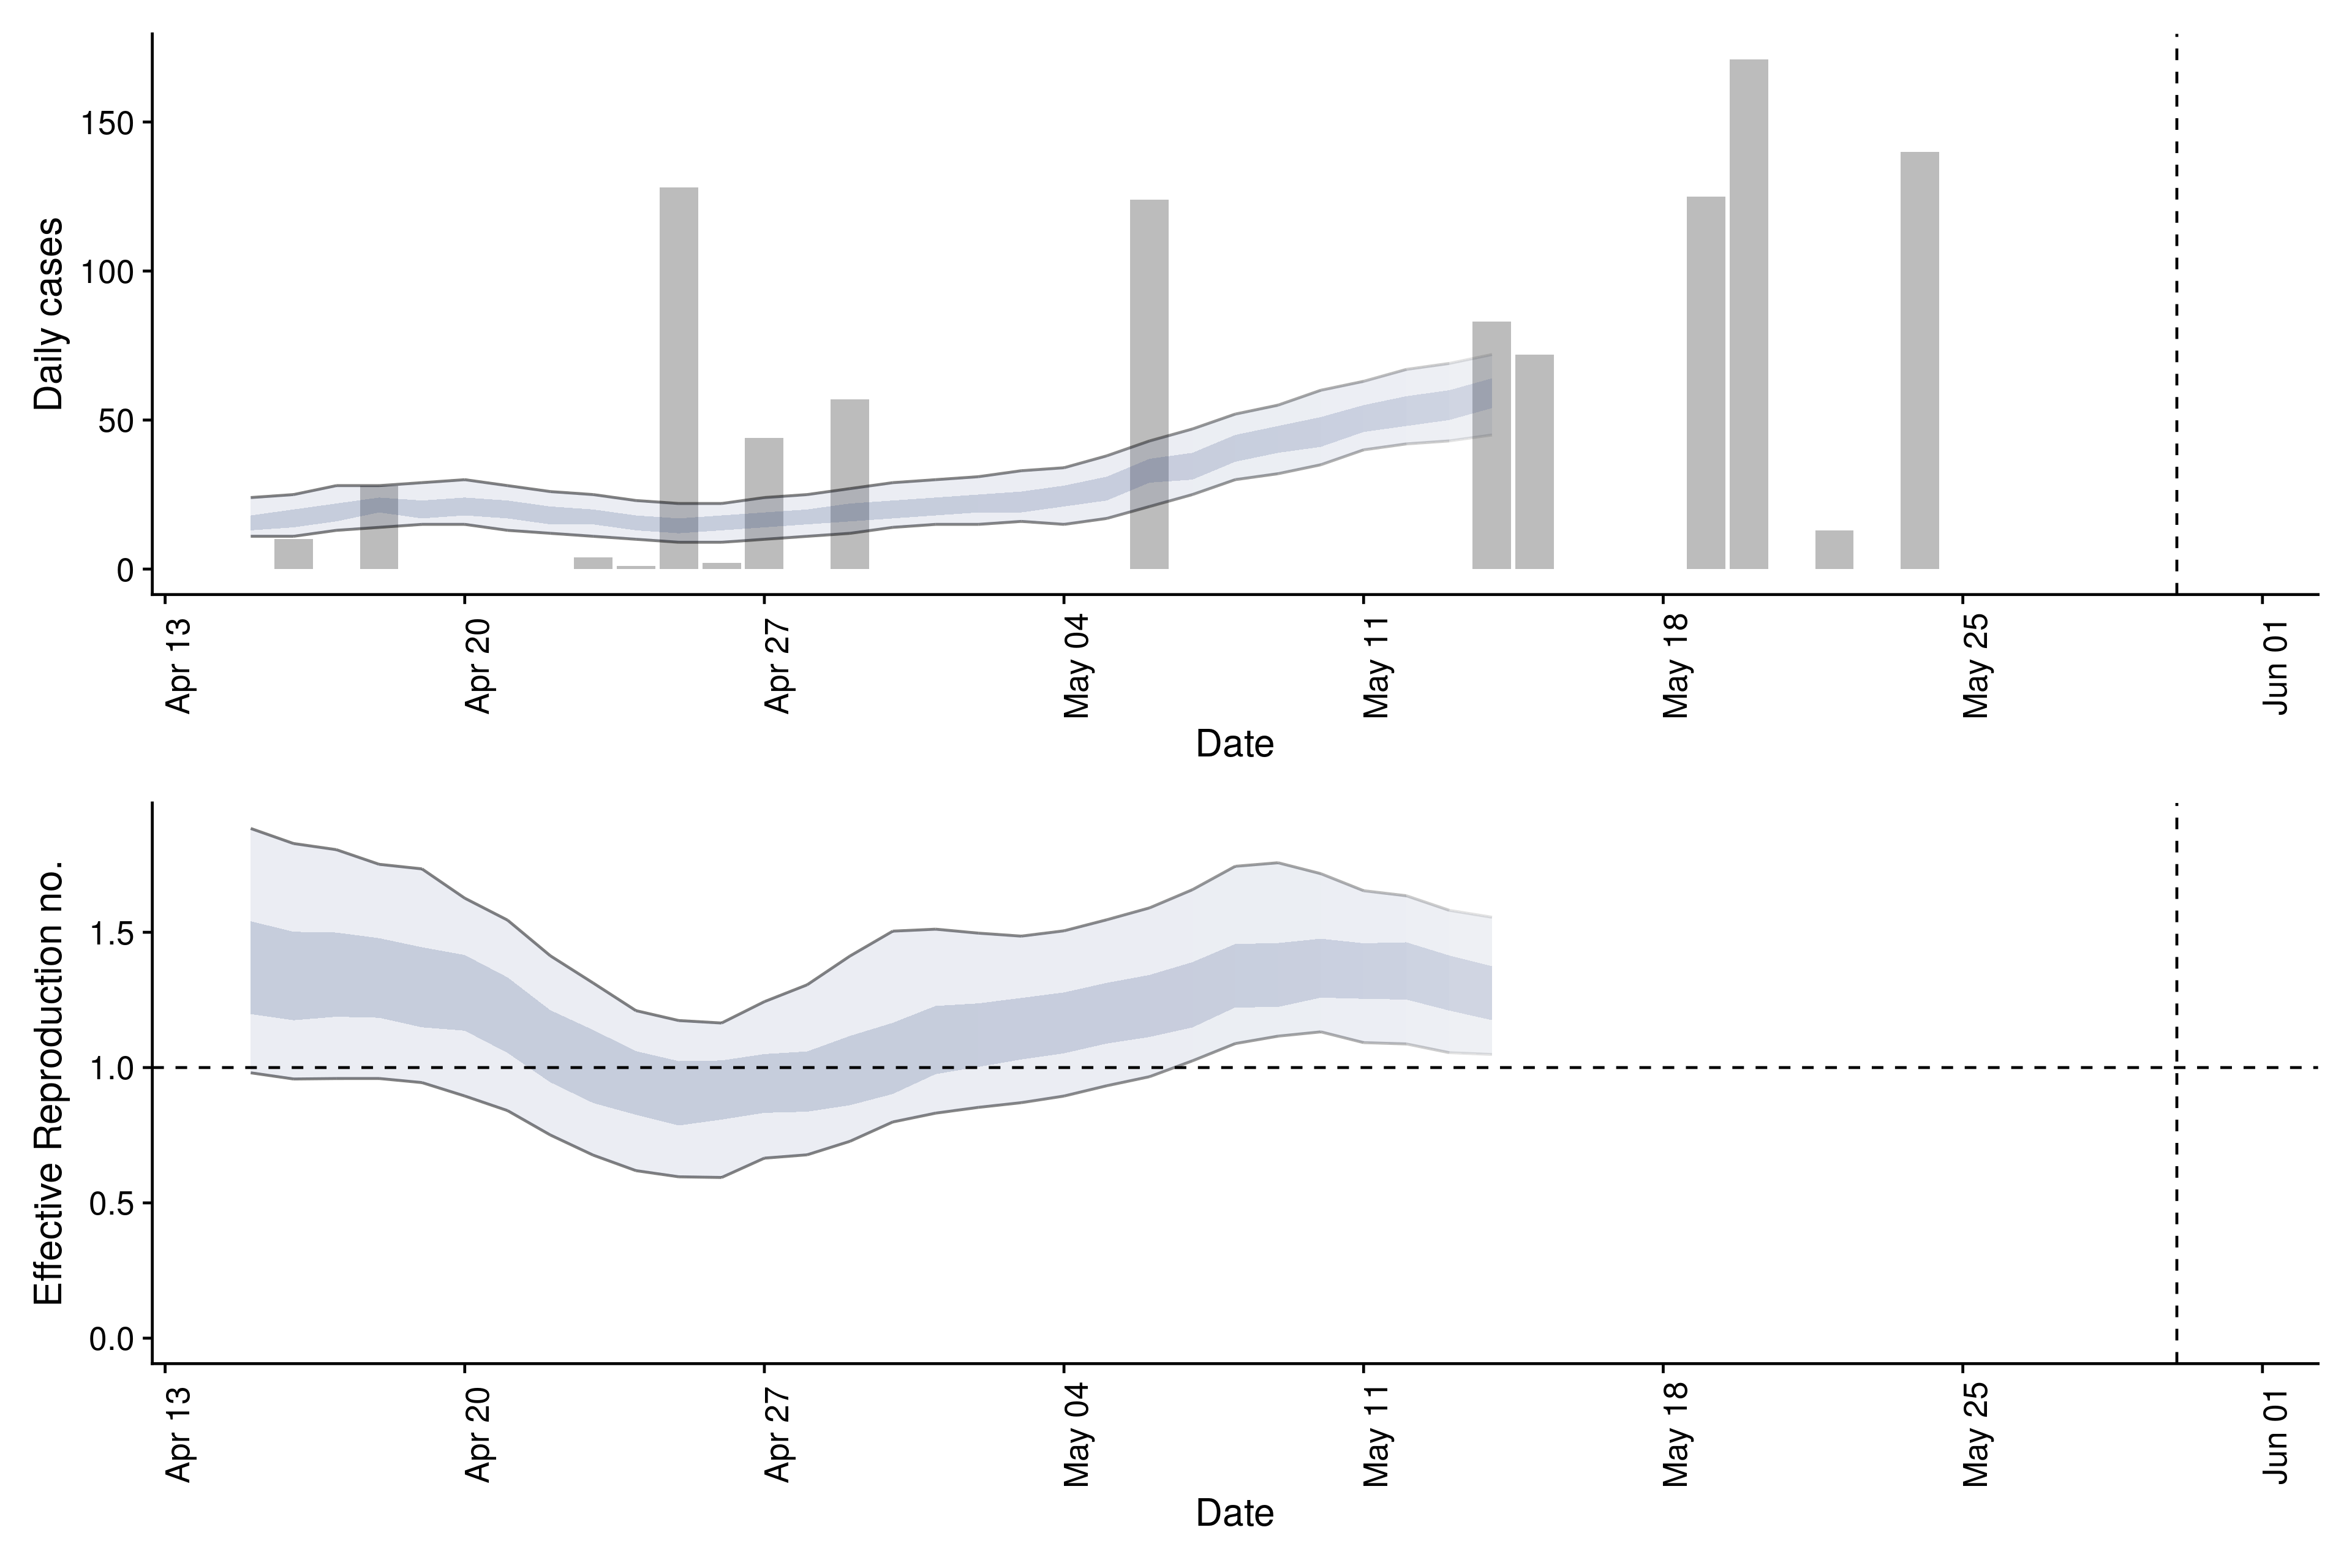 Daily cases
150
100
50
0
Apr 13
Apr 20
Apr 27
May 04
May 11
May 18
May 25
Jun 01
Date
Effective Reproduction no.
1.5
1.0
0.5
0.0
Apr 13
Apr 20
Apr 27
May 04
May 11
May 18
May 25
Jun 01
Date